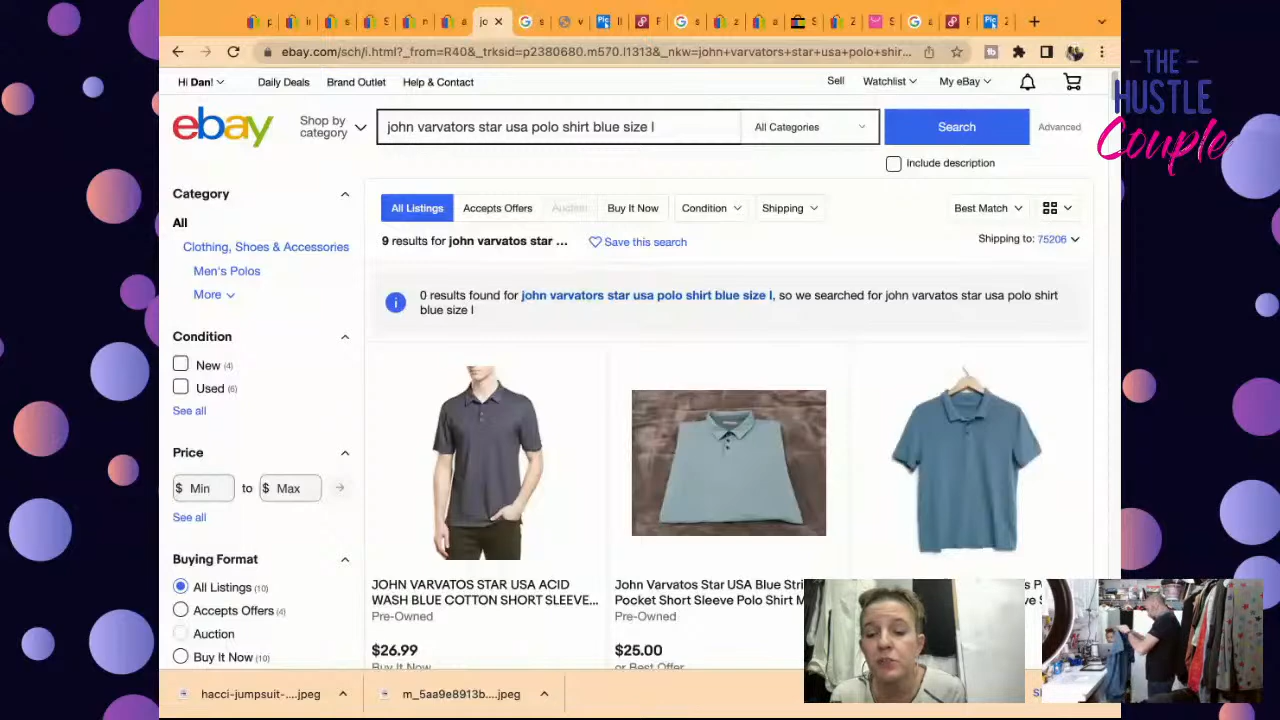 jo
ebay.com/sch/i.html?_from=R40&_trksid=p2380680.m570.l1313&_nkw=john+varvators+star+usa+polo+shir...
Hi Dan!
Daily Deals
Brand Outlet
Help & Contact
Sell
Watchlist
My eBay
-THE-
HUSTLE
Couple
ebay
Shop by
category
john varvators star usa polo shirt blue size l
All Categories
Search
Advanced
Include description
Category
All
Clothing, Shoes & Accessories
Men's Polos
More
Condition
New (4)
Used (6)
See all
Price
$ Min to $ Max
See all
Buying Format
All Listings (10)
Accepts Offers (4)
Auction
Buy It Now (10)
All Listings
Accepts Offers
Auction
Buy It Now
Condition
Shipping
Best Match
9 results for john varvatos star ...
Save this search
Shipping to: 75206
0 results found for john varvators star usa polo shirt blue size l, so we searched for john varvatos star usa polo shirt
blue size l
JOHN VARVATOS STAR USA ACID
WASH BLUE COTTON SHORT SLEEVE...
Pre-Owned
$26.99
Buy It Now
John Varvatos Star USA Blue Stri
Pocket Short Sleeve Polo Shirt M
Pre-Owned
$25.00
or Best Offer
hacci-jumpsuit-....jpeg
m_5aa9e8913b....jpeg